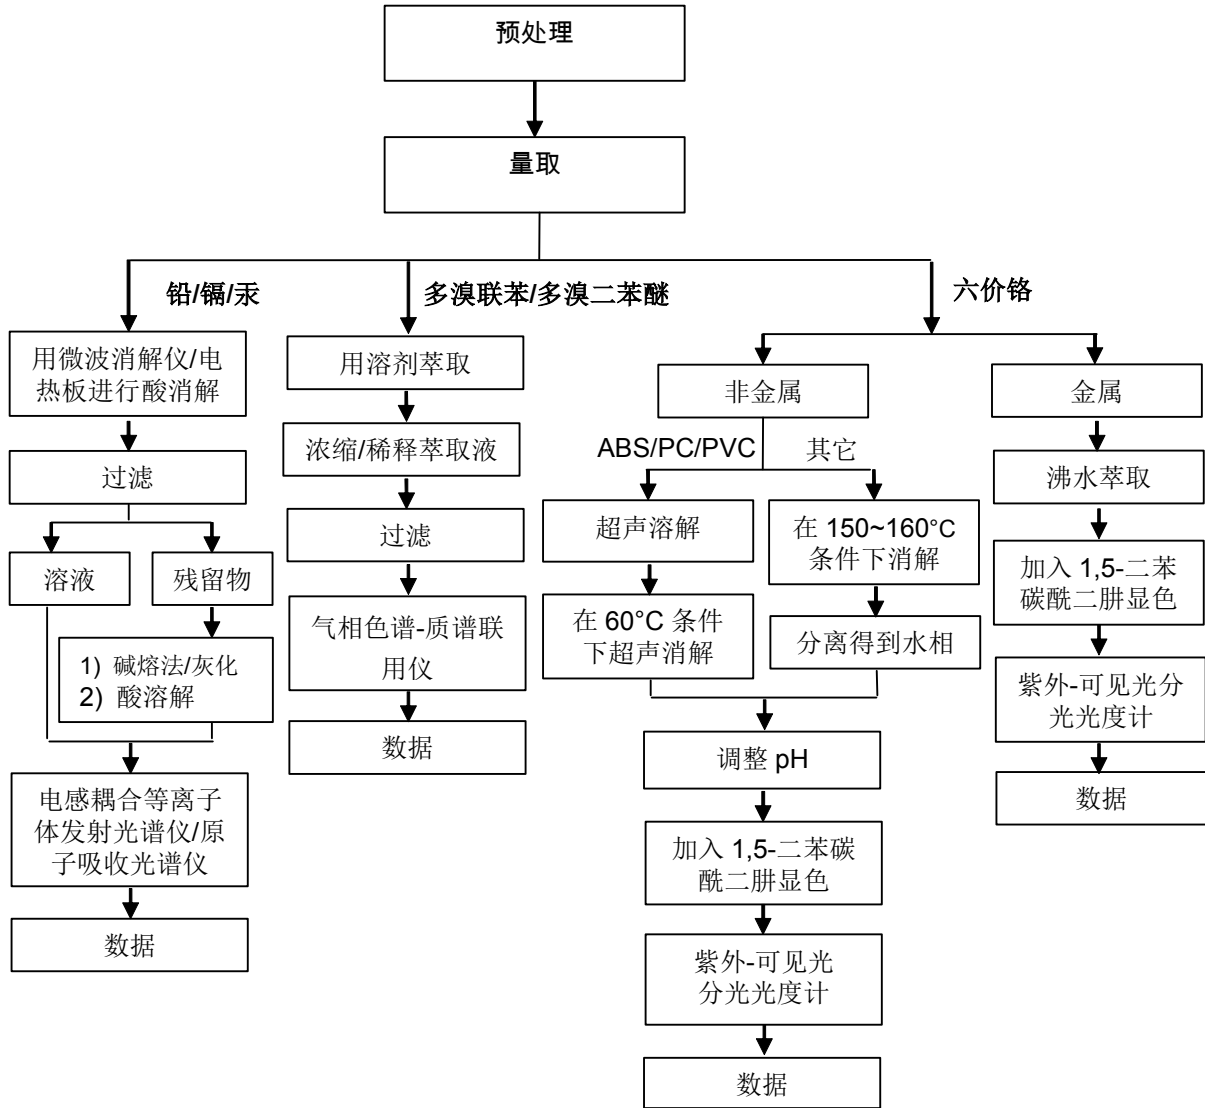 预处理
量取
铅/镉/汞
多溴联苯/多溴二苯醚
六价铬
用微波消解仪/电
热板进行酸消解
过滤
溶液
残留物
1) 碱熔法/灰化
2) 酸溶解
电感耦合等离子
体发射光谱仪/原
子吸收光谱仪
数据
用溶剂萃取
浓缩/稀释萃取液
过滤
气相色谱-质谱联
用仪
数据
非金属
ABS/PC/PVC
其它
超声溶解
在 60°C 条件
下超声消解
在 150~160°C
条件下消解
分离得到水相
调整 pH
加入 1,5-二苯碳
酰二肼显色
紫外-可见光
分光光度计
数据
金属
沸水萃取
加入 1,5-二苯
碳酰二肼显色
紫外-可见光分
光光度计
数据